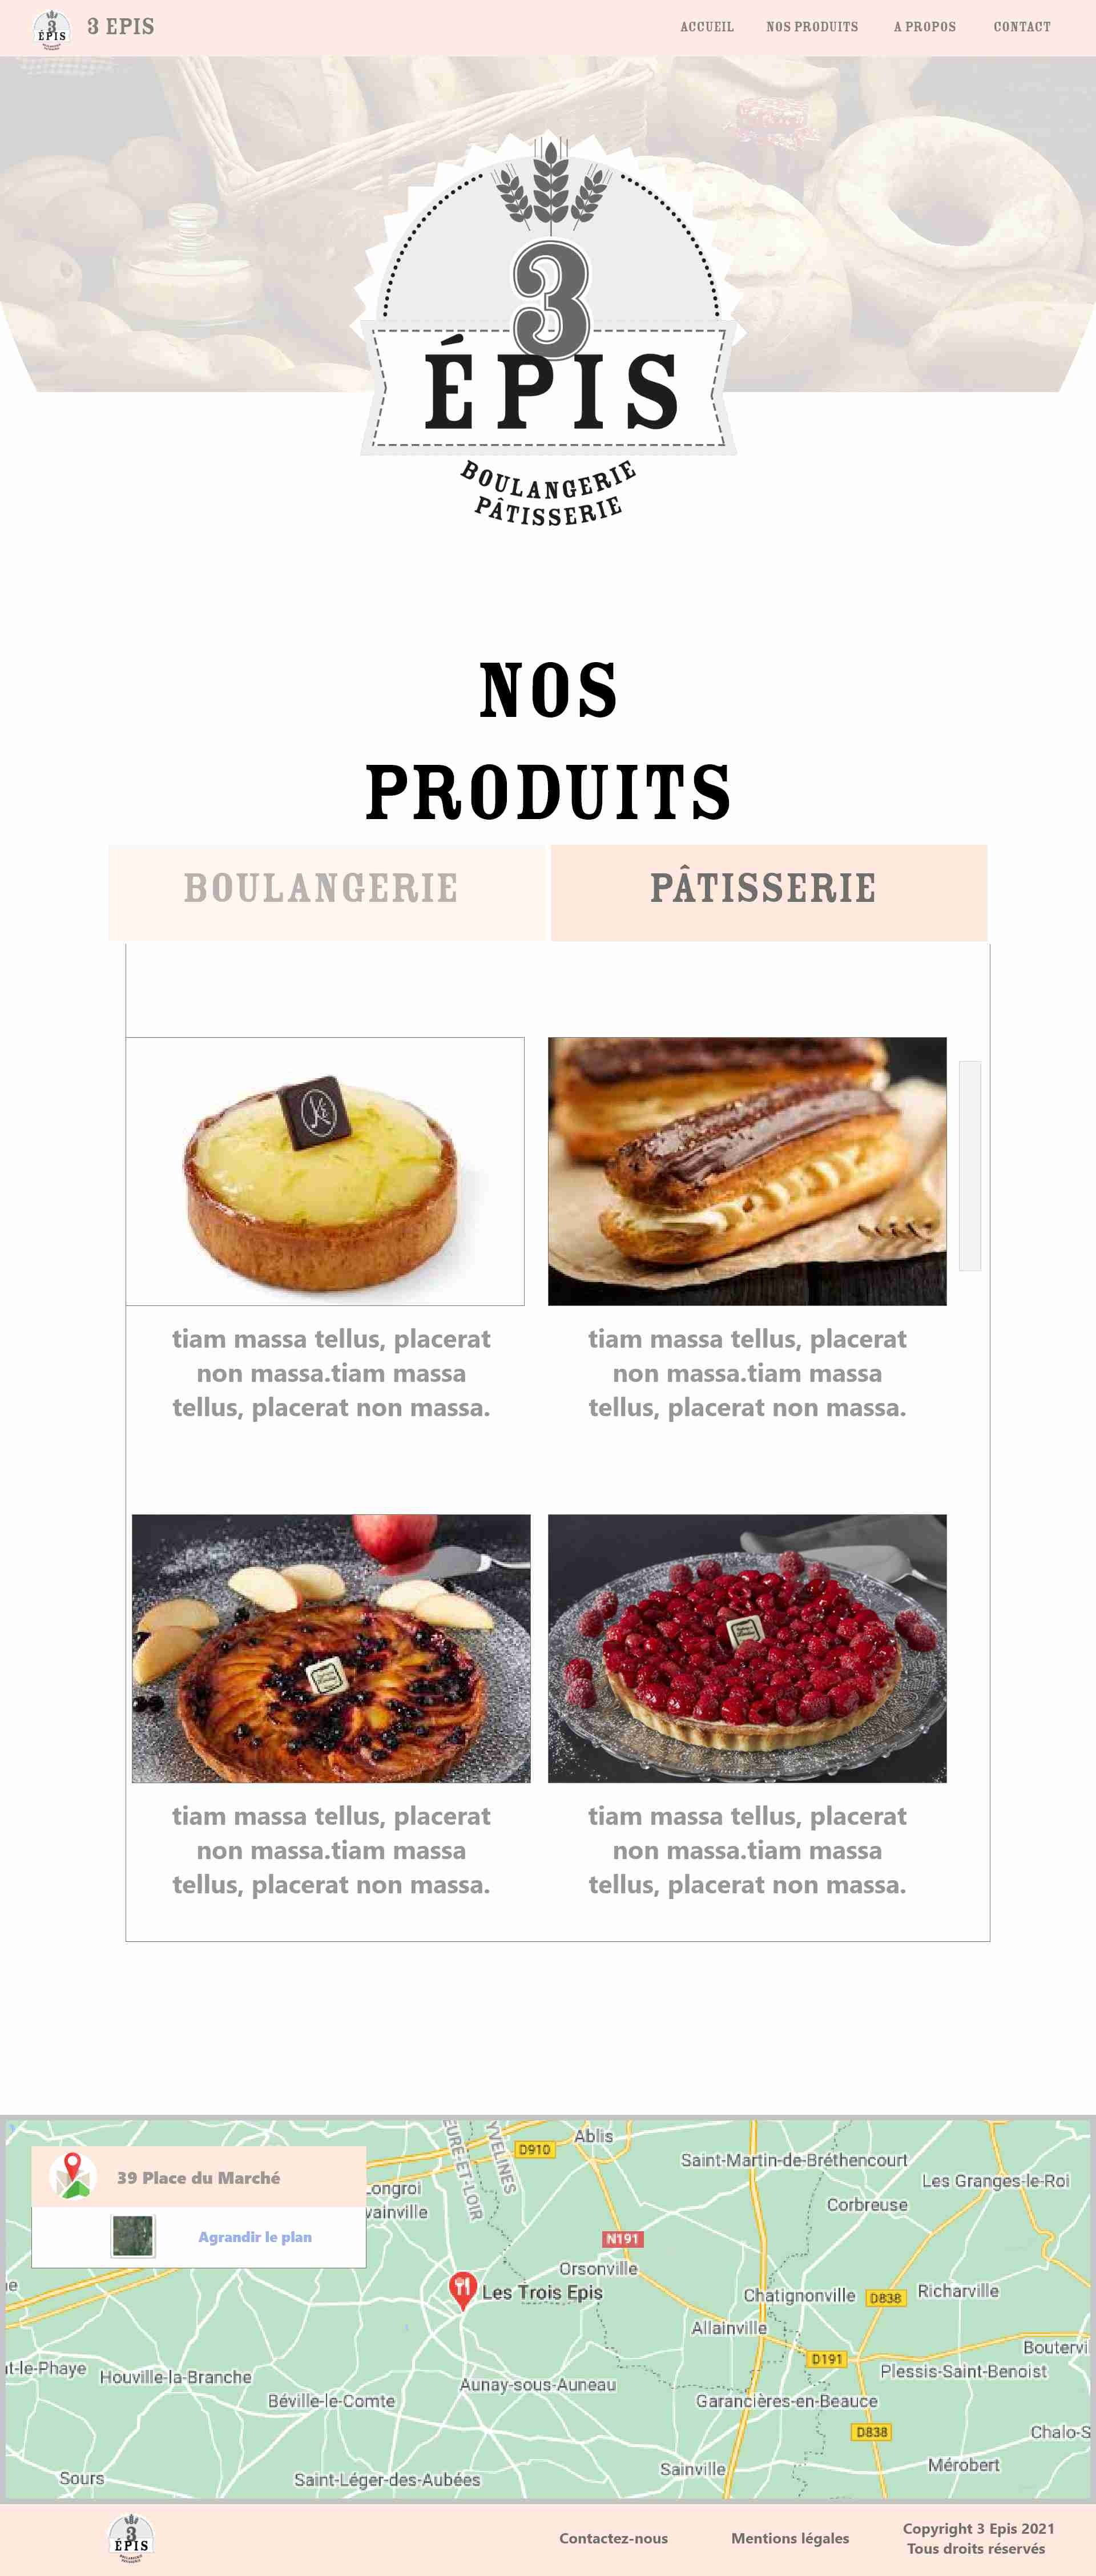 3
ÉPIS
3 EPIS
ACCUEIL
NOS PRODUITS
A PROPOS
CONTACT
3
ÉPIS
BOULANGERIE
PÂTISSERIE
NOS
PRODUITS
BOULANGERIE
PÂTISSERIE
tiam massa tellus, placerat
non massa.tiam massa
tellus, placerat non massa.
tiam massa tellus, placerat
non massa.tiam massa
tellus, placerat non massa.
tiam massa tellus, placerat
non massa.tiam massa
tellus, placerat non massa.
tiam massa tellus, placerat
non massa.tiam massa
tellus, placerat non massa.
39 Place du Marché
Agrandir le plan
EURE-ET-LOIR
YVELINES
D910
Ablis
Saint-Martin-de-Bréthencourt
Les Granges-le-Roi
Longroi
vainville
Corbreuse
N191
Orsonville
Les Trois Epis
Chatignonville
D838
Richarville
Allainville
Boutervi
D191
Plessis-Saint-Benoist
nt-le-Phaye
Houville-la-Branche
Béville-le-Comte
Aunay-sous-Auneau
Garancières-en-Beauce
D838
Chalo-S
Mérobert
Sainville
Sours
Saint-Léger-des-Aubées
3
ÉPIS
Contactez-nous
Mentions légales
Copyright 3 Epis 2021
Tous droits réservés